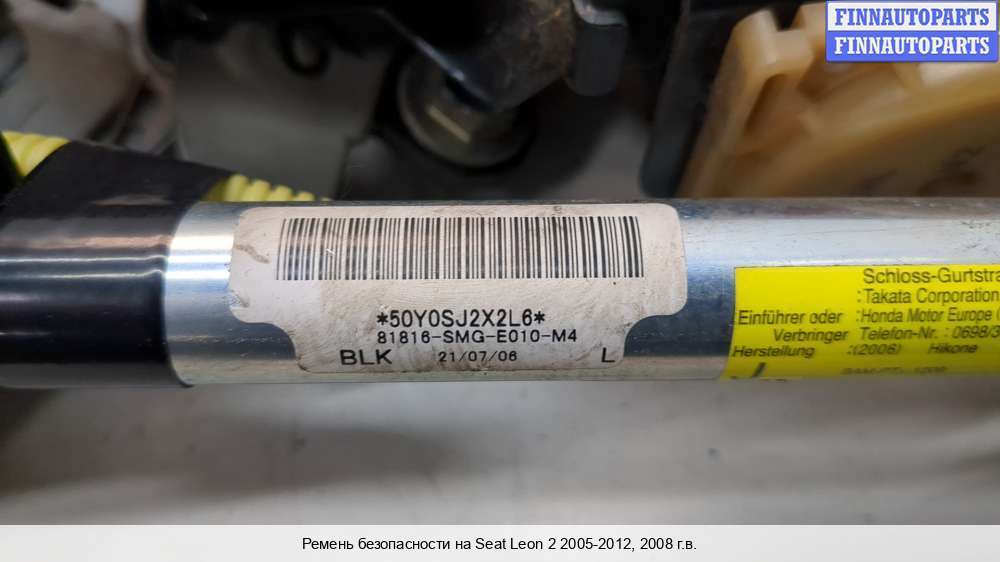 FINNAUTOPARTS
FINNAUTOPARTS
*50Y0SJ2X2L6*
81816-SMG-E010-M4
BLK 21/07/06 L
Schloss-Gurtstra
:Takata Corporation
Einführer oder :Honda Motor Europe (
Verbringer Telefon-Nr. : 0698/3
Herstellung :(2006) Hikone
Ремень безопасности на Seat Leon 2 2005-2012, 2008 г.в.